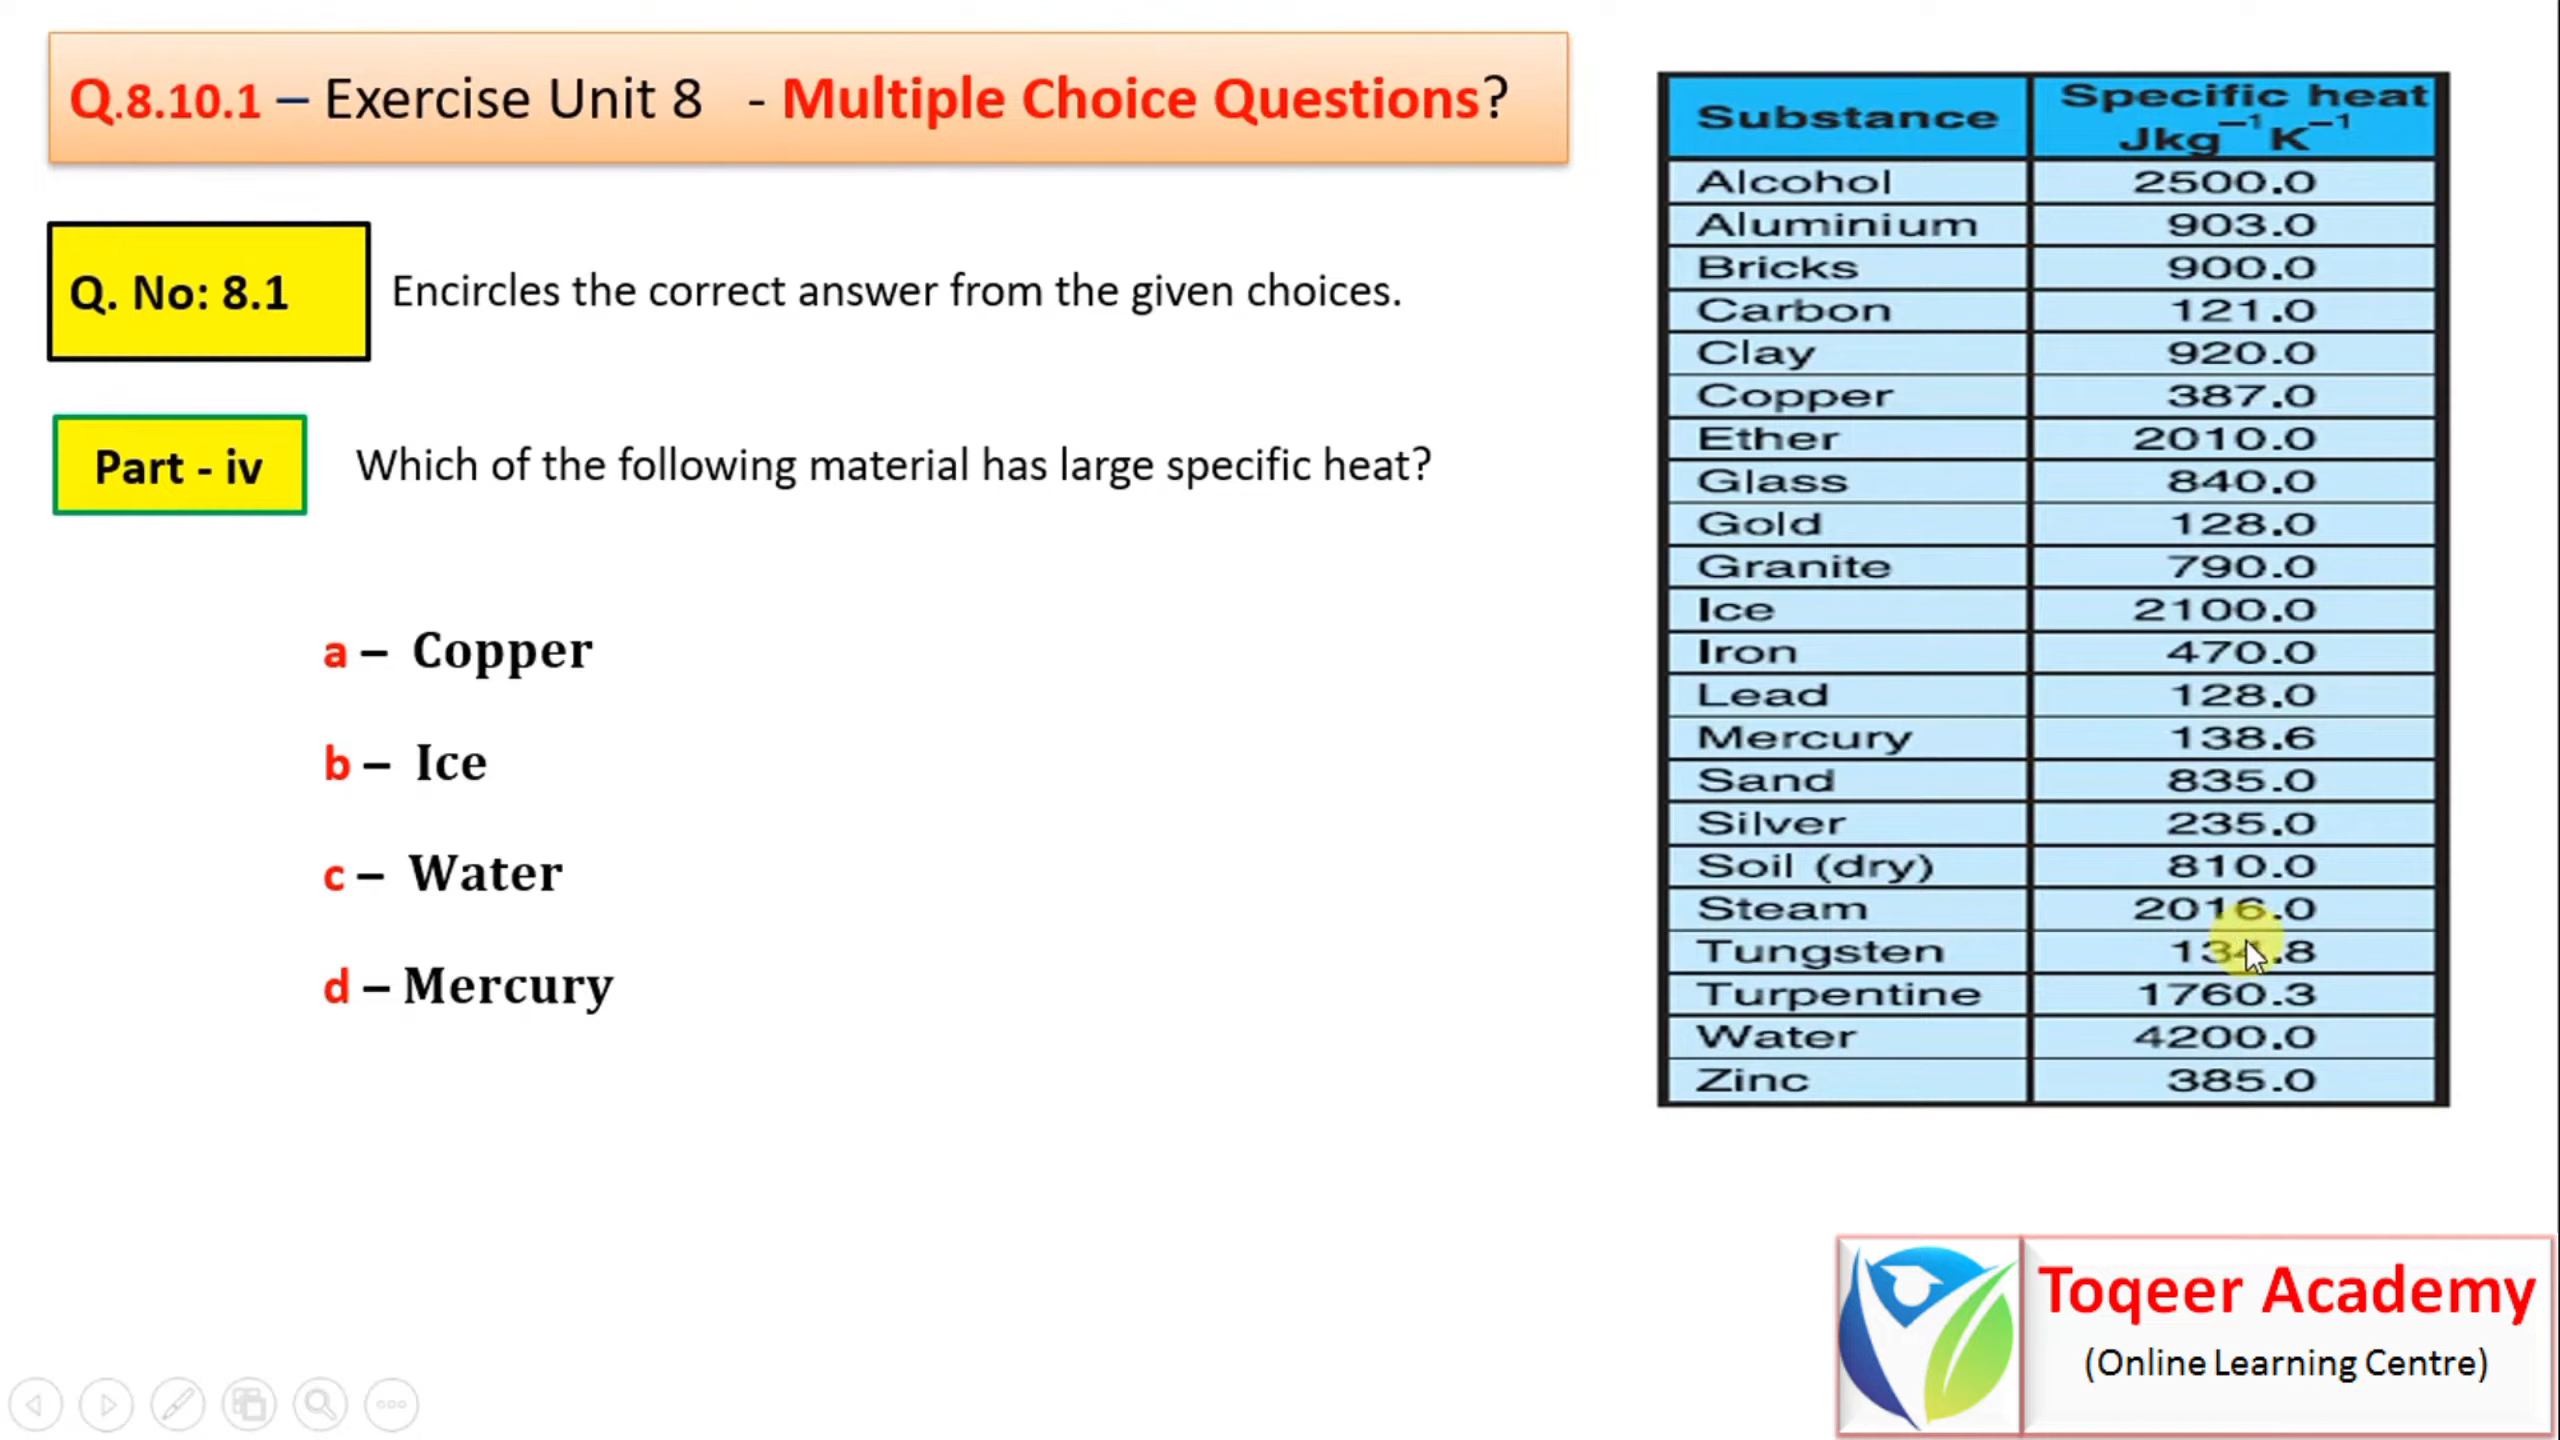 Q.8.10.1 – Exercise Unit 8 - Multiple Choice Questions?
Q. No: 8.1 Encircles the correct answer from the given choices.
Part - iv Which of the following material has large specific heat?
a – Copper
b – Ice
c – Water
d – Mercury
Substance Specific heat Jkg⁻¹K⁻¹
Alcohol 2500.0
Aluminium 903.0
Bricks 900.0
Carbon 121.0
Clay 920.0
Copper 387.0
Ether 2010.0
Glass 840.0
Gold 128.0
Granite 790.0
Ice 2100.0
Iron 470.0
Lead 128.0
Mercury 138.6
Sand 835.0
Silver 235.0
Soil (dry) 810.0
Steam 2016.0
Tungsten
Turpentine 1760.3
Water 4200.0
Zinc 385.0
Toqeer Academy
(Online Learning Centre)